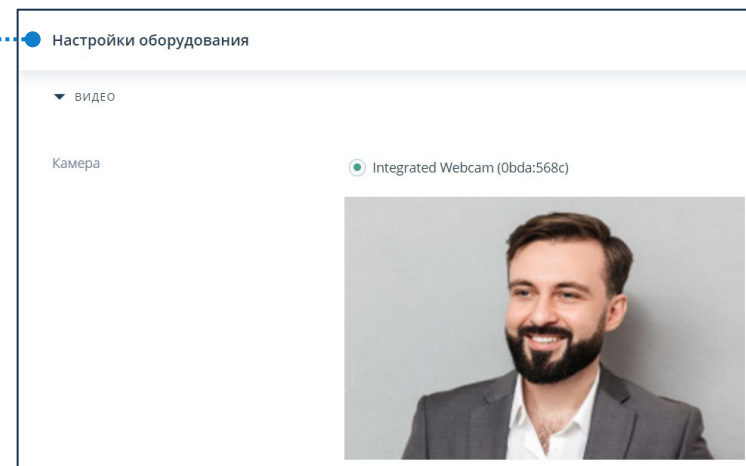 Настройки оборудования
ВИДЕО
Камера
Integrated Webcam (0bda:568c)